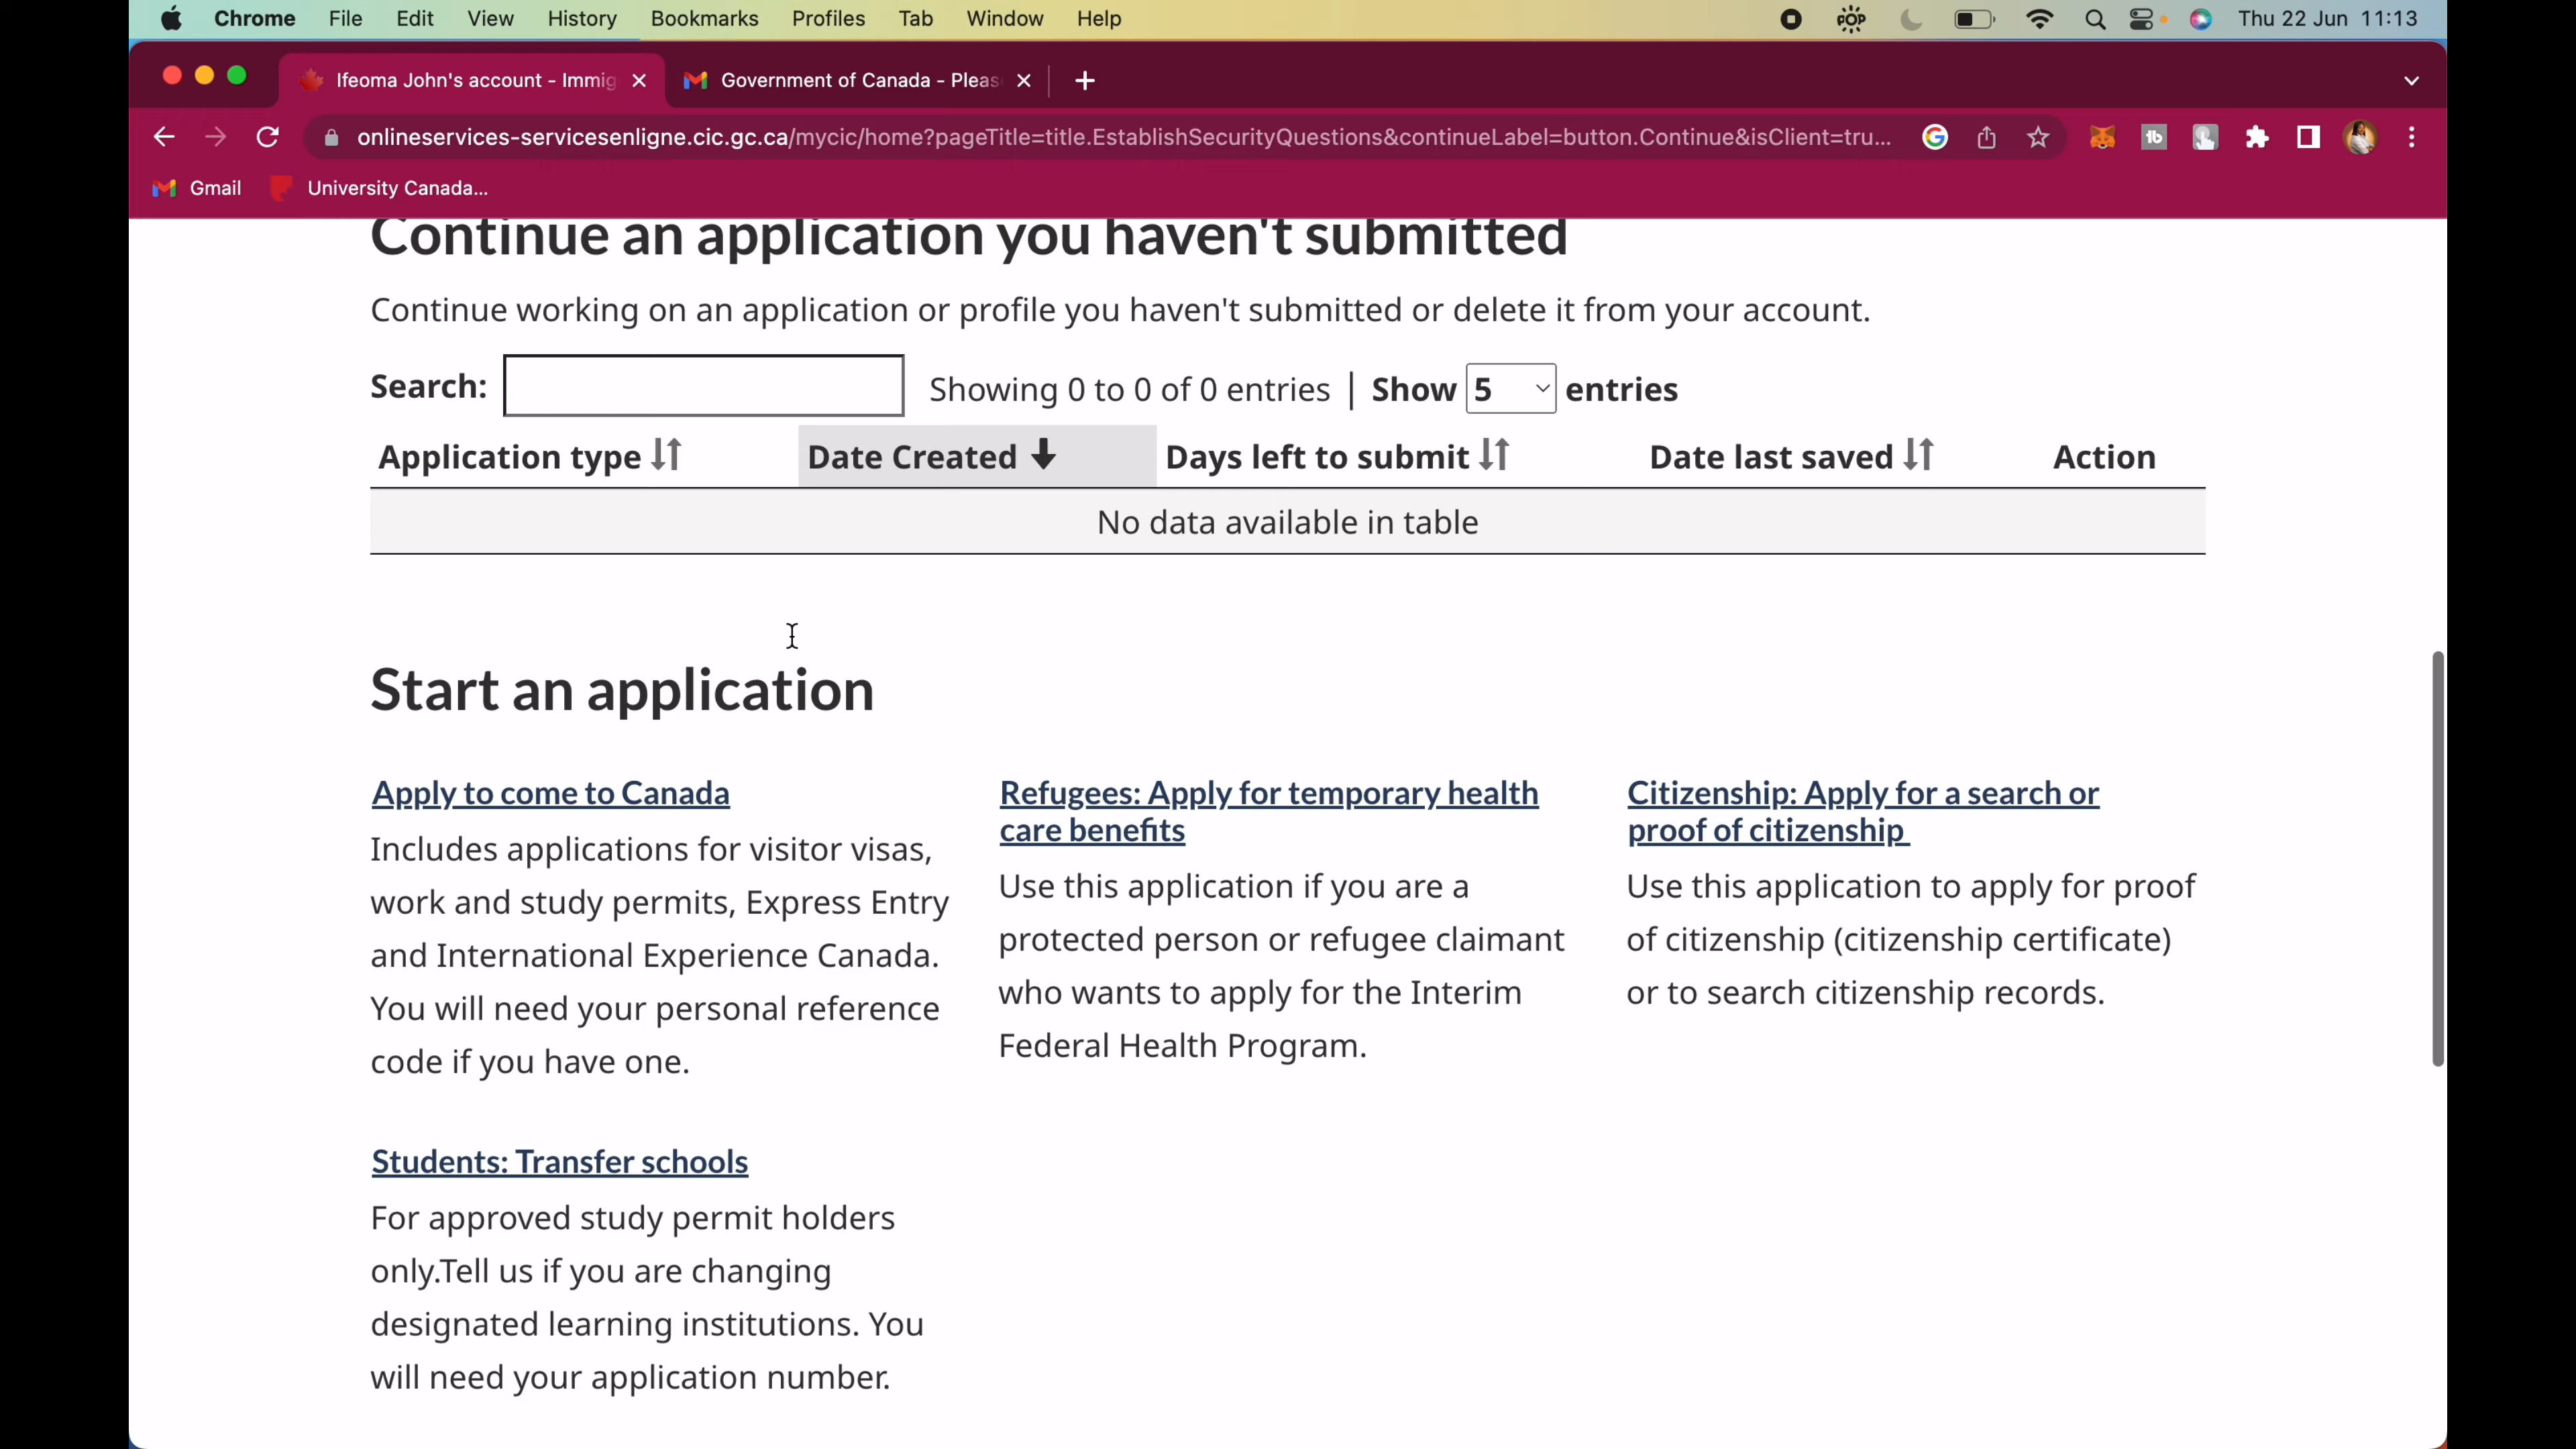 Chrome File Edit View History Bookmarks Profiles Tab Window Help POP Thu 22 Jun 11:13
Ifeoma John's account - Immig Government of Canada - Pleas
onlineservices-servicesenligne.cic.gc.ca/mycic/home?pageTitle=title.EstablishSecurityQuestions&continueLabel=button.Continue&isClient=tru...
Gmail University Canada...
Continue an application you haven't submitted
Continue working on an application or profile you haven't submitted or delete it from your account.
Search: Showing 0 to 0 of 0 entries | Show 5 entries
Application type Date Created Days left to submit Date last saved Action
No data available in table
Start an application
Apply to come to Canada
Includes applications for visitor visas,
work and study permits, Express Entry
and International Experience Canada.
You will need your personal reference
code if you have one.
Refugees: Apply for temporary health
care benefits
Use this application if you are a
protected person or refugee claimant
who wants to apply for the Interim
Federal Health Program.
Citizenship: Apply for a search or
proof of citizenship
Use this application to apply for proof
of citizenship (citizenship certificate)
or to search citizenship records.
Students: Transfer schools
For approved study permit holders
only.Tell us if you are changing
designated learning institutions. You
will need your application number.